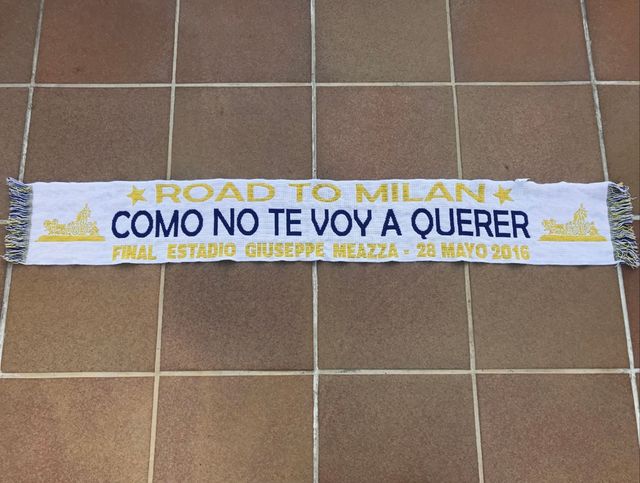 ★ROAD TO MILAN★
COMO NO TE VOY A QUERER
FINAL ESTADIO GIUSEPPE MEAZZA - 28 MAYO 2016